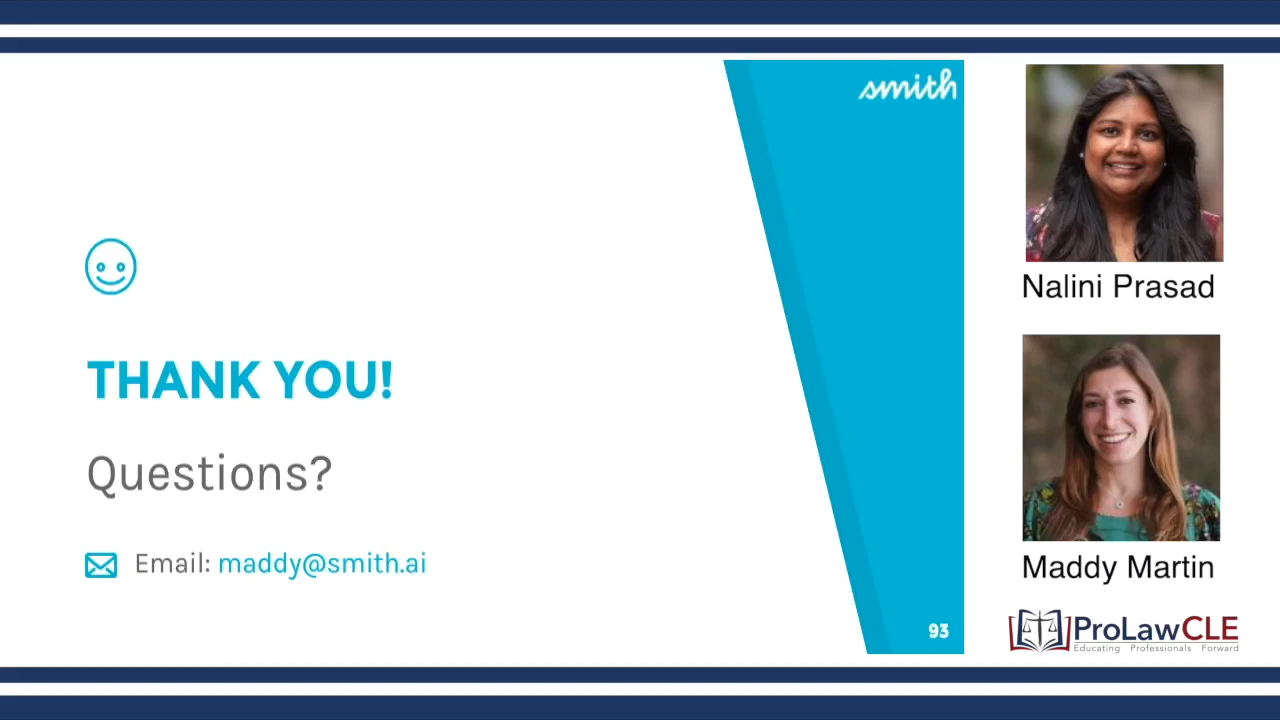 smith
THANK YOU!
Questions?
Email: maddy@smith.ai
93
Nalini Prasad
Maddy Martin
ProLawCLE
Educating Professionals Forward